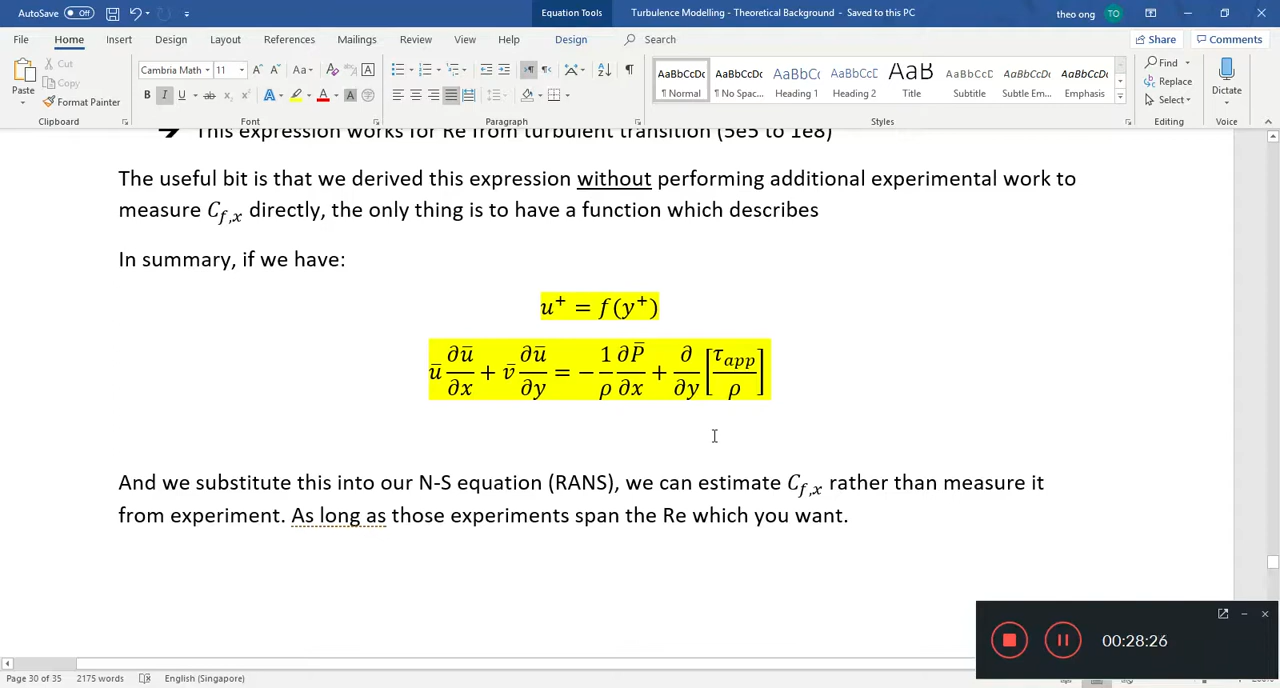 AutoSave Off Equation Tools Turbulence Modelling - Theoretical Background - Saved to this PC theo ong TO
File Home Insert Design Layout References Mailings Review View Help Design Search Share Comments
Paste Cut Copy Format Painter
Cambria Math 11 Aa A
B I U ab x₂ x² A A A
AaBbCcDc AaBbCcDc AaBbCc AaBbCcD AaB AaBbCcD AaBbCcDc AaBbCcDc
¶ Normal ¶ No Spac... Heading 1 Heading 2 Title Subtitle Subtle Em... Emphasis
Find Replace Select Dictate
Clipboard Font Paragraph Styles Editing Voice
➔ This expression works for Re from turbulent transition (5e5 to 1e8)
The useful bit is that we derived this expression without performing additional experimental work to
measure C_{f,x} directly, the only thing is to have a function which describes
In summary, if we have:
u⁺ = f(y⁺)
ū ∂ū/∂x + v̄ ∂ū/∂y = − 1/ρ ∂P̄/∂x + ∂/∂y [τ_{app}/ρ]
And we substitute this into our N-S equation (RANS), we can estimate C_{f,x} rather than measure it
from experiment. As long as those experiments span the Re which you want.
00:28:26
Page 30 of 35 2175 words English (Singapore)